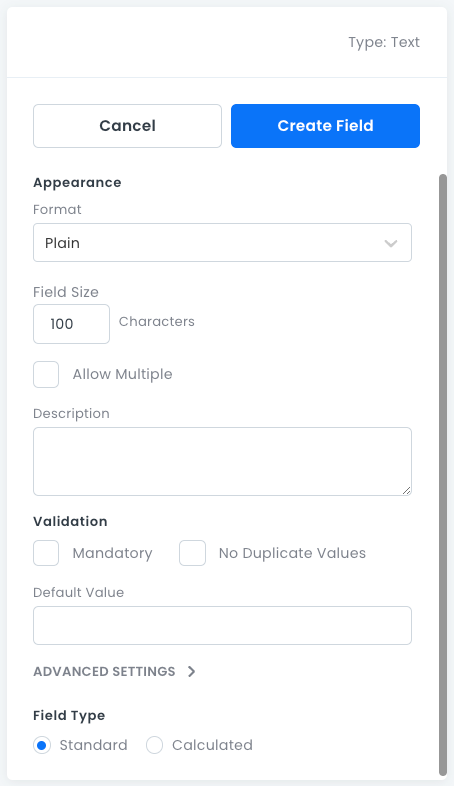 Type: Text
Cancel Create Field
Appearance
Format
Plain
Field Size
100 Characters
Allow Multiple
Description
Validation
Mandatory No Duplicate Values
Default Value
ADVANCED SETTINGS
Field Type
Standard Calculated